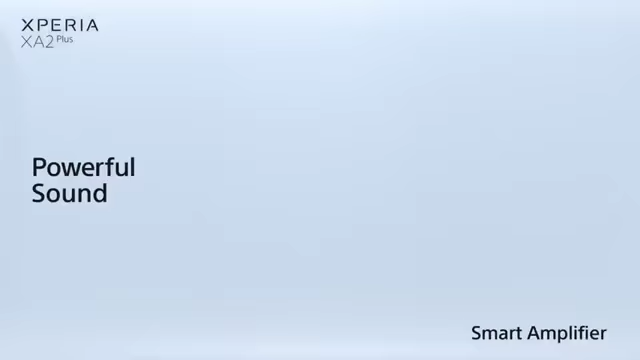 XPERIA
XA2 Plus
Powerful
Sound
Smart Amplifier